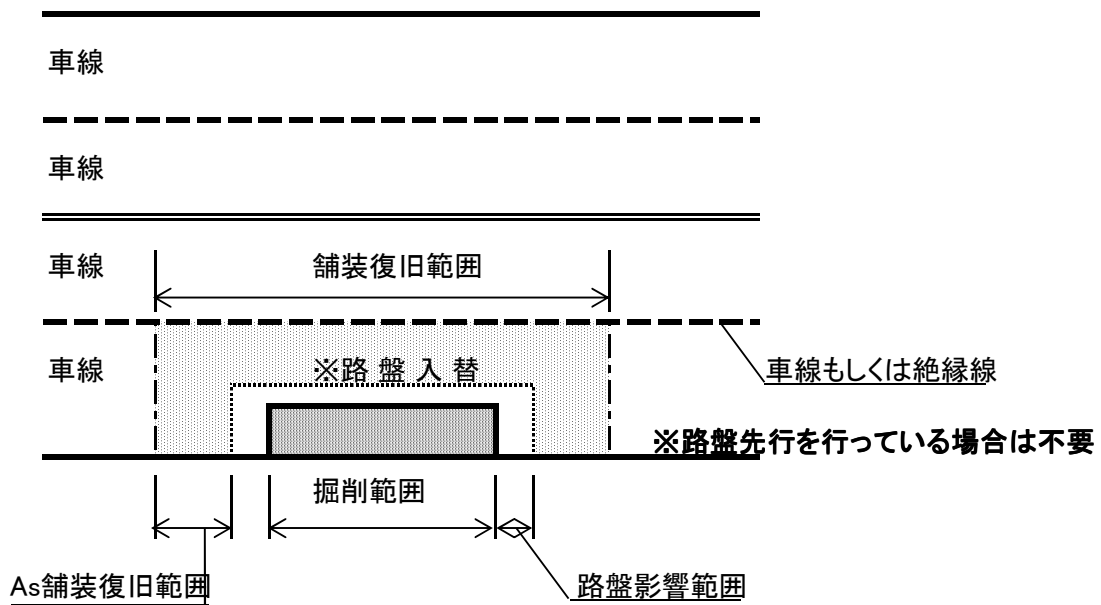 車線
車線
車線
舗装復旧範囲
車線
※路 盤 入 替
車線もしくは絶縁線
※路盤先行を行っている場合は不要
掘削範囲
As舗装復旧範囲
路盤影響範囲